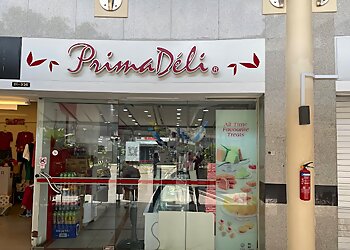 PrimaDéli
All Time
Favourite
Treats